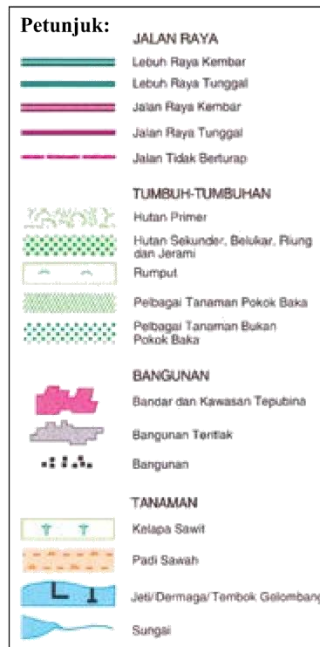 Petunjuk:
JALAN RAYA
Lebuh Raya Kembar
Lebuh Raya Tunggal
Jalan Raya Kembar
Jalan Raya Tunggal
Jalan Tidak Berturap
TUMBUH-TUMBUHAN
Hutan Primer
Hutan Sekunder, Belukar, Riung
dan Jerami
Rumput
Pelbagai Tanaman Pokok Baka
Pelbagai Tanaman Bukan
Pokok Baka
BANGUNAN
Bandar dan Kawasan Tepubina
Bangunan Teritlak
Bangunan
TANAMAN
Kelapa Sawit
Padi Sawah
Jeti/Dermaga/Tembok Gelombang
Sungai